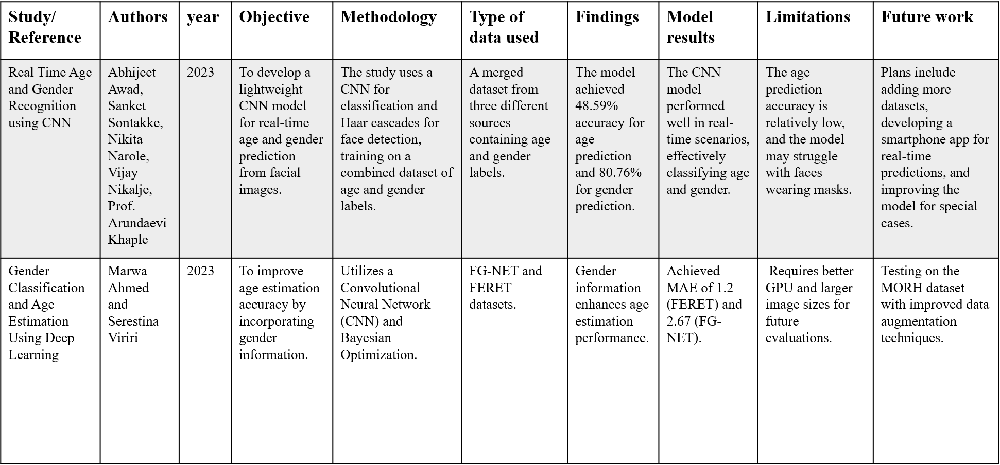 Study/
Reference
Authors
year
Objective
Methodology
Type of
data used
Findings
Model
results
Limitations
Future work
Real Time Age
and Gender
Recognition
using CNN
Abhijeet
Awad,
Sanket
Sontakke,
Nikita
Narole,
Vijay
Nikalje,
Prof.
Arundaevi
Khaple
2023
To develop a
lightweight
CNN model
for real-time
age and gender
prediction
from facial
images.
The study uses a
CNN for
classification and
Haar cascades for
face detection,
training on a
combined dataset of
age and gender
labels.
A merged
dataset from
three different
sources
containing age
and gender
labels.
The model
achieved
48.59%
accuracy for
age
prediction
and 80.76%
for gender
prediction.
The CNN
model
performed
well in real-
time scenarios,
effectively
classifying age
and gender.
The age
prediction
accuracy is
relatively low,
and the model
may struggle
with faces
wearing masks.
Plans include
adding more
datasets,
developing a
smartphone app for
real-time
predictions, and
improving the
model for special
cases.
Gender
Classification
and Age
Estimation
Using Deep
Learning
Marwa
Ahmed
and
Serestina
Viriri
2023
To improve
age estimation
accuracy by
incorporating
gender
information.
Utilizes a
Convolutional
Neural Network
(CNN) and
Bayesian
Optimization.
FG-NET and
FERET
datasets.
Gender
information
enhances age
estimation
performance.
Achieved
MAE of 1.2
(FERET) and
2.67 (FG-
NET).
Requires better
GPU and larger
image sizes for
future
evaluations.
Testing on the
MORH dataset
with improved data
augmentation
techniques.